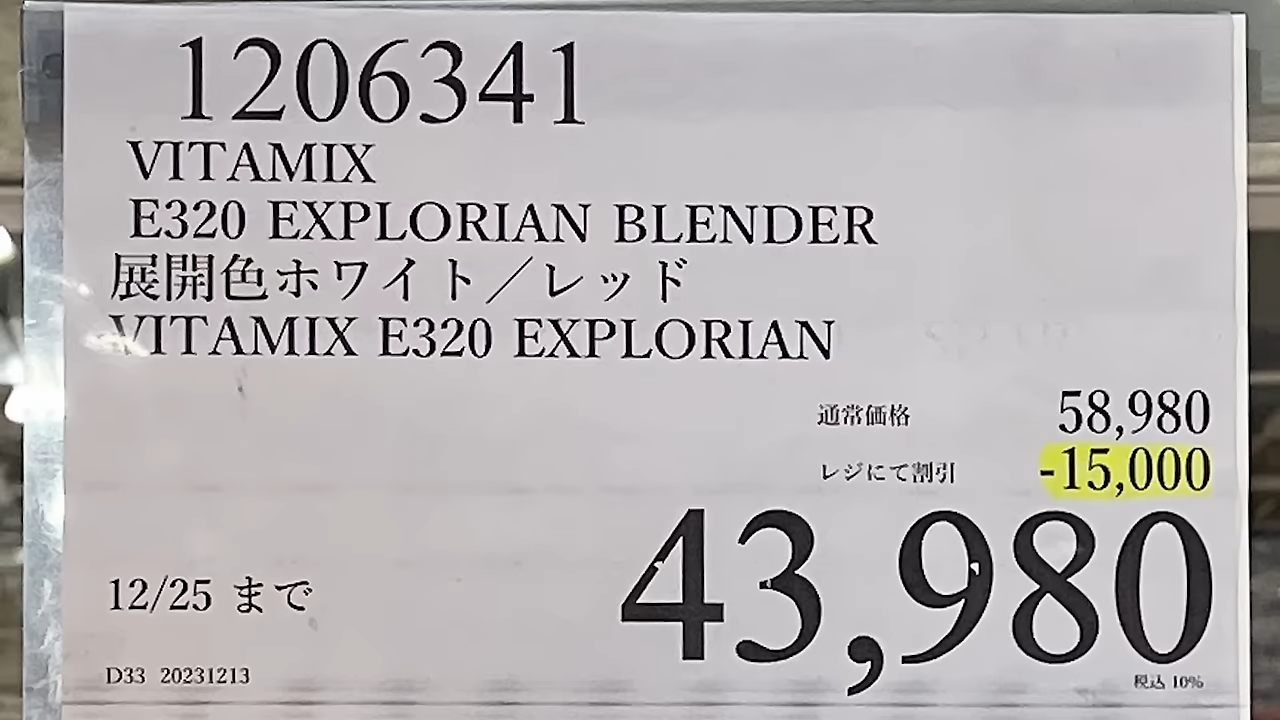 1206341
VITAMIX
E320 EXPLORIAN BLENDER
展開色ホワイト／レッド
VITAMIX E320 EXPLORIAN
通常価格 58,980
レジにて割引 -15,000
43,980
12/25 まで
D33 20231213
税込 10%